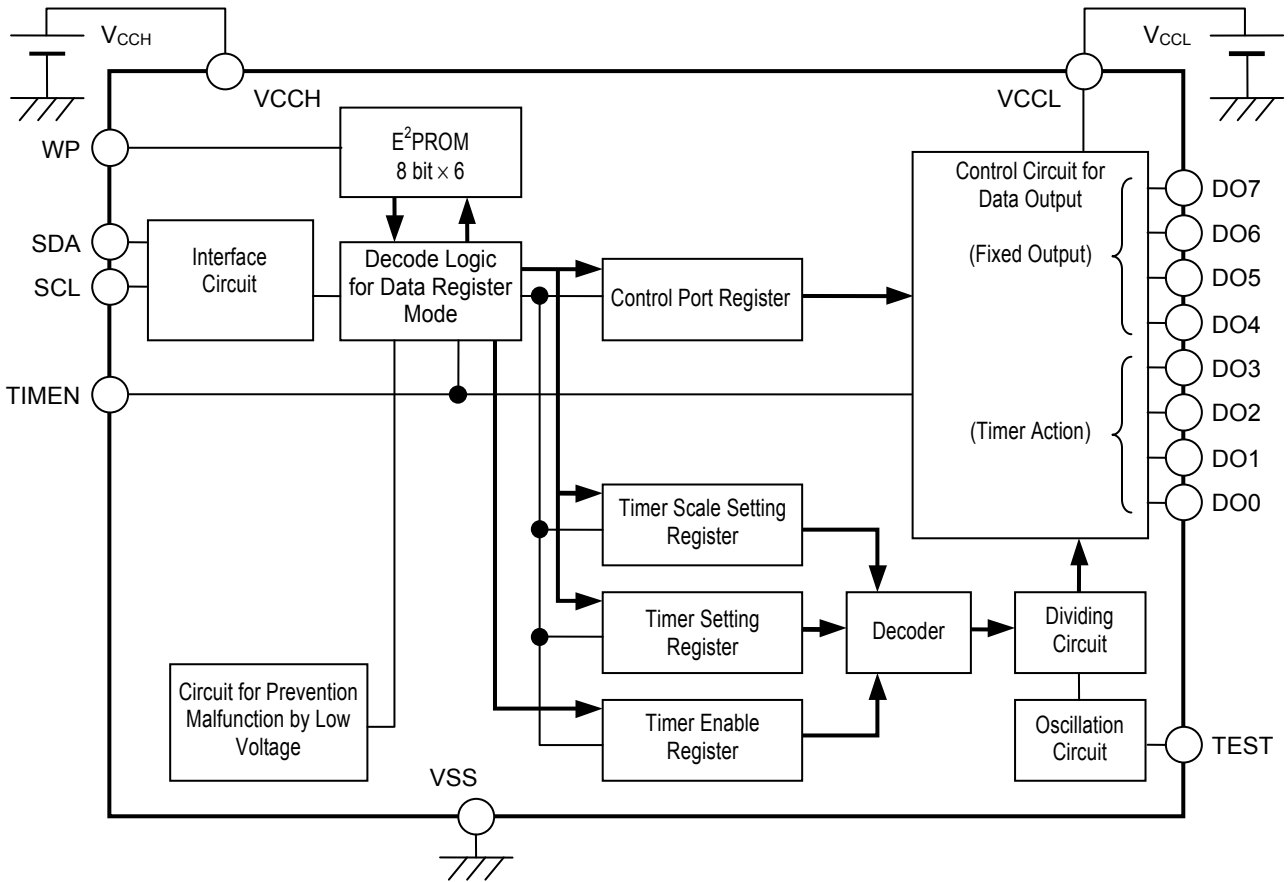 VCCH
VCCL
VCCH
VCCL
WP
E2PROM
8 bit × 6
Control Circuit for
Data Output
DO7
SDA
Interface
Circuit
Decode Logic
for Data Register
Mode
(Fixed Output)
DO6
SCL
Control Port Register
DO5
DO4
TIMEN
DO3
DO2
(Timer Action)
DO1
Timer Scale Setting
Register
DO0
Timer Setting
Register
Decoder
Dividing
Circuit
Circuit for Prevention
Malfunction by Low
Voltage
Timer Enable
Register
Oscillation
Circuit
TEST
VSS